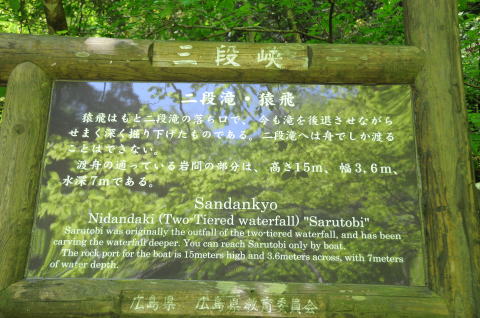 三段峡
二段滝・猿飛
猿飛はもと二段滝の落ち口で、今も滝を後退させながら
せまく深く掘り下げたものである。二段滝へは舟でしか渡る
ことはできない。
渡舟の通っている岩間の部分は、高さ15m、幅3.6m、
水深7mである。
Sandankyo
Nidandaki (Two-Tiered waterfall) "Sarutobi"
Sarutobi was originally the outfall of the two-tiered waterfall, and has been
carving the waterfall deeper. You can reach Sarutobi only by boat.
The rock port for the boat is 15meters high and 3.6meters across, with 7meters
of water depth.
広島県 広島県教育委員会